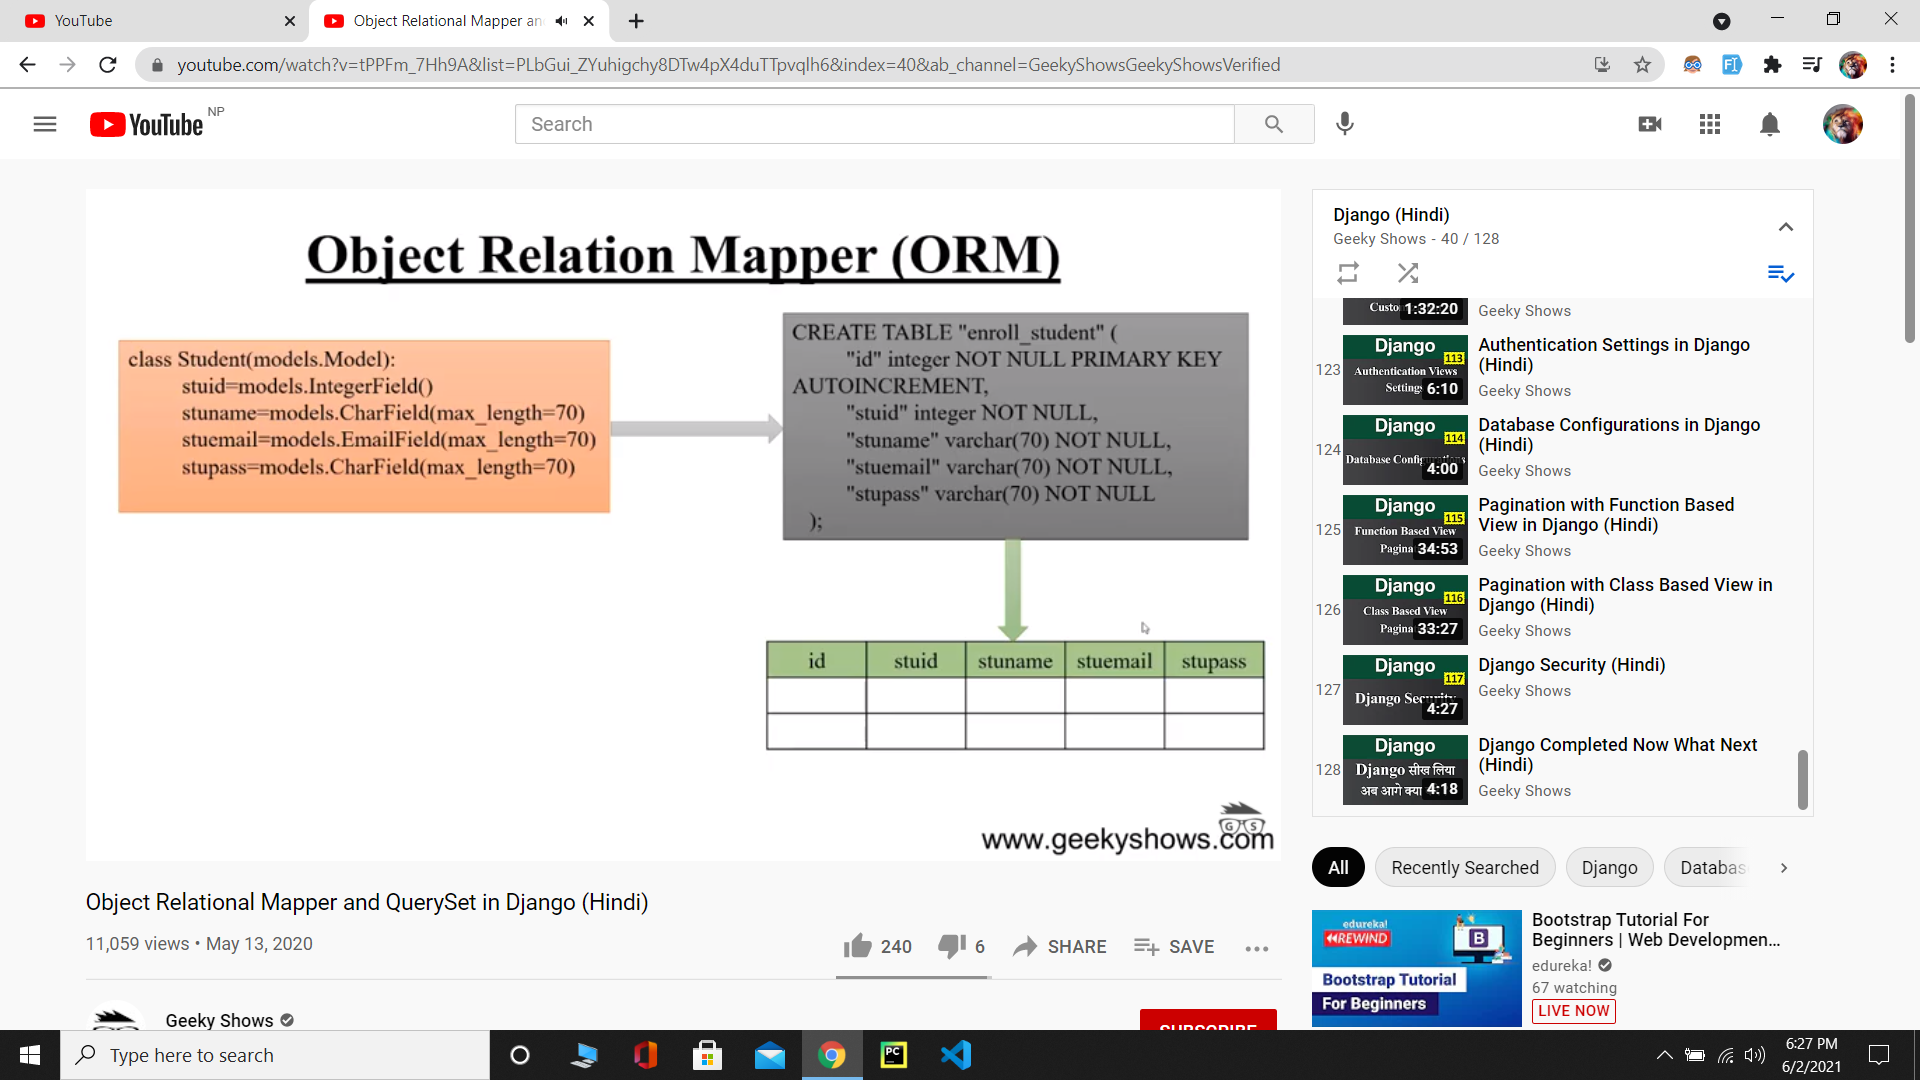 YouTube
Object Relational Mapper an
youtube.com/watch?v=tPPFm_7Hh9A&list=PLbGui_ZYuhigchy8DTw4pX4duTTpvqlh6&index=40&ab_channel=GeekyShowsGeekyShowsVerified
YouTube NP
Search
Object Relation Mapper (ORM)
class Student(models.Model):
stuid=models.IntegerField()
stuname=models.CharField(max_length=70)
stuemail=models.EmailField(max_length=70)
stupass=models.CharField(max_length=70)
CREATE TABLE "enroll_student" (
"id" integer NOT NULL PRIMARY KEY
AUTOINCREMENT,
"stuid" integer NOT NULL,
"stuname" varchar(70) NOT NULL,
"stuemail" varchar(70) NOT NULL,
"stupass" varchar(70) NOT NULL
);
id stuid stuname stuemail stupass
G S
www.geekyshows.com
Object Relational Mapper and QuerySet in Django (Hindi)
11,059 views • May 13, 2020
240 6 SHARE SAVE
Geeky Shows
SUBSCRIBE
Django (Hindi)
Geeky Shows - 40 / 128
Custo 1:32:20
Geeky Shows
123
Django
113
Authentication Views
Settings 6:10
Authentication Settings in Django
(Hindi)
Geeky Shows
124
Django
114
Database Configurations
4:00
Database Configurations in Django
(Hindi)
Geeky Shows
125
Django
115
Function Based View
Pagina 34:53
Pagination with Function Based
View in Django (Hindi)
Geeky Shows
126
Django
116
Class Based View
Pagina 33:27
Pagination with Class Based View in
Django (Hindi)
Geeky Shows
127
Django
117
Django Security
4:27
Django Security (Hindi)
Geeky Shows
128
Django
Django सीख लिया
अब आगे क्या 4:18
Django Completed Now What Next
(Hindi)
Geeky Shows
All Recently Searched Django Databas
edureka!
REWIND
B
Bootstrap Tutorial
For Beginners
Bootstrap Tutorial For
Beginners | Web Developmen...
edureka!
67 watching
LIVE NOW
Type here to search
PC
6:27 PM
6/2/2021